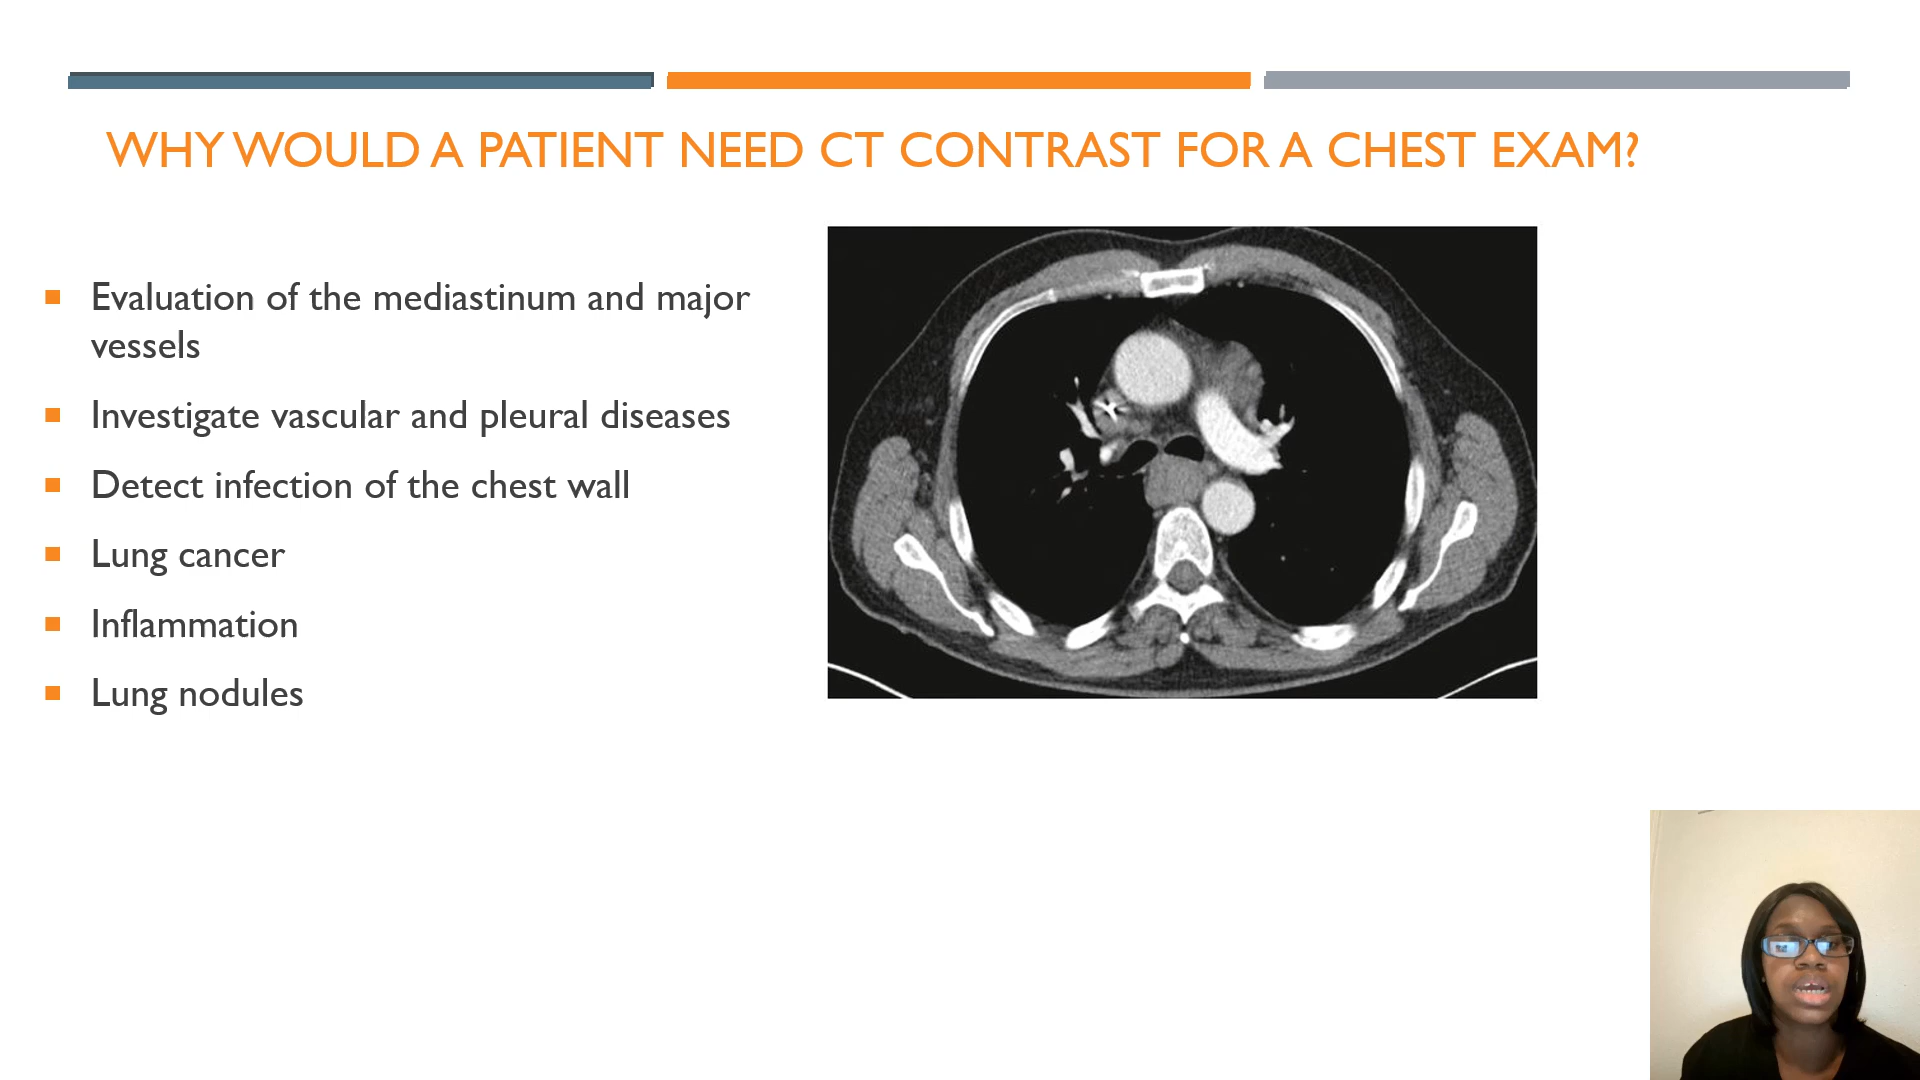 WHY WOULD A PATIENT NEED CT CONTRAST FOR A CHEST EXAM?
Evaluation of the mediastinum and major
vessels
Investigate vascular and pleural diseases
Detect infection of the chest wall
Lung cancer
Inflammation
Lung nodules